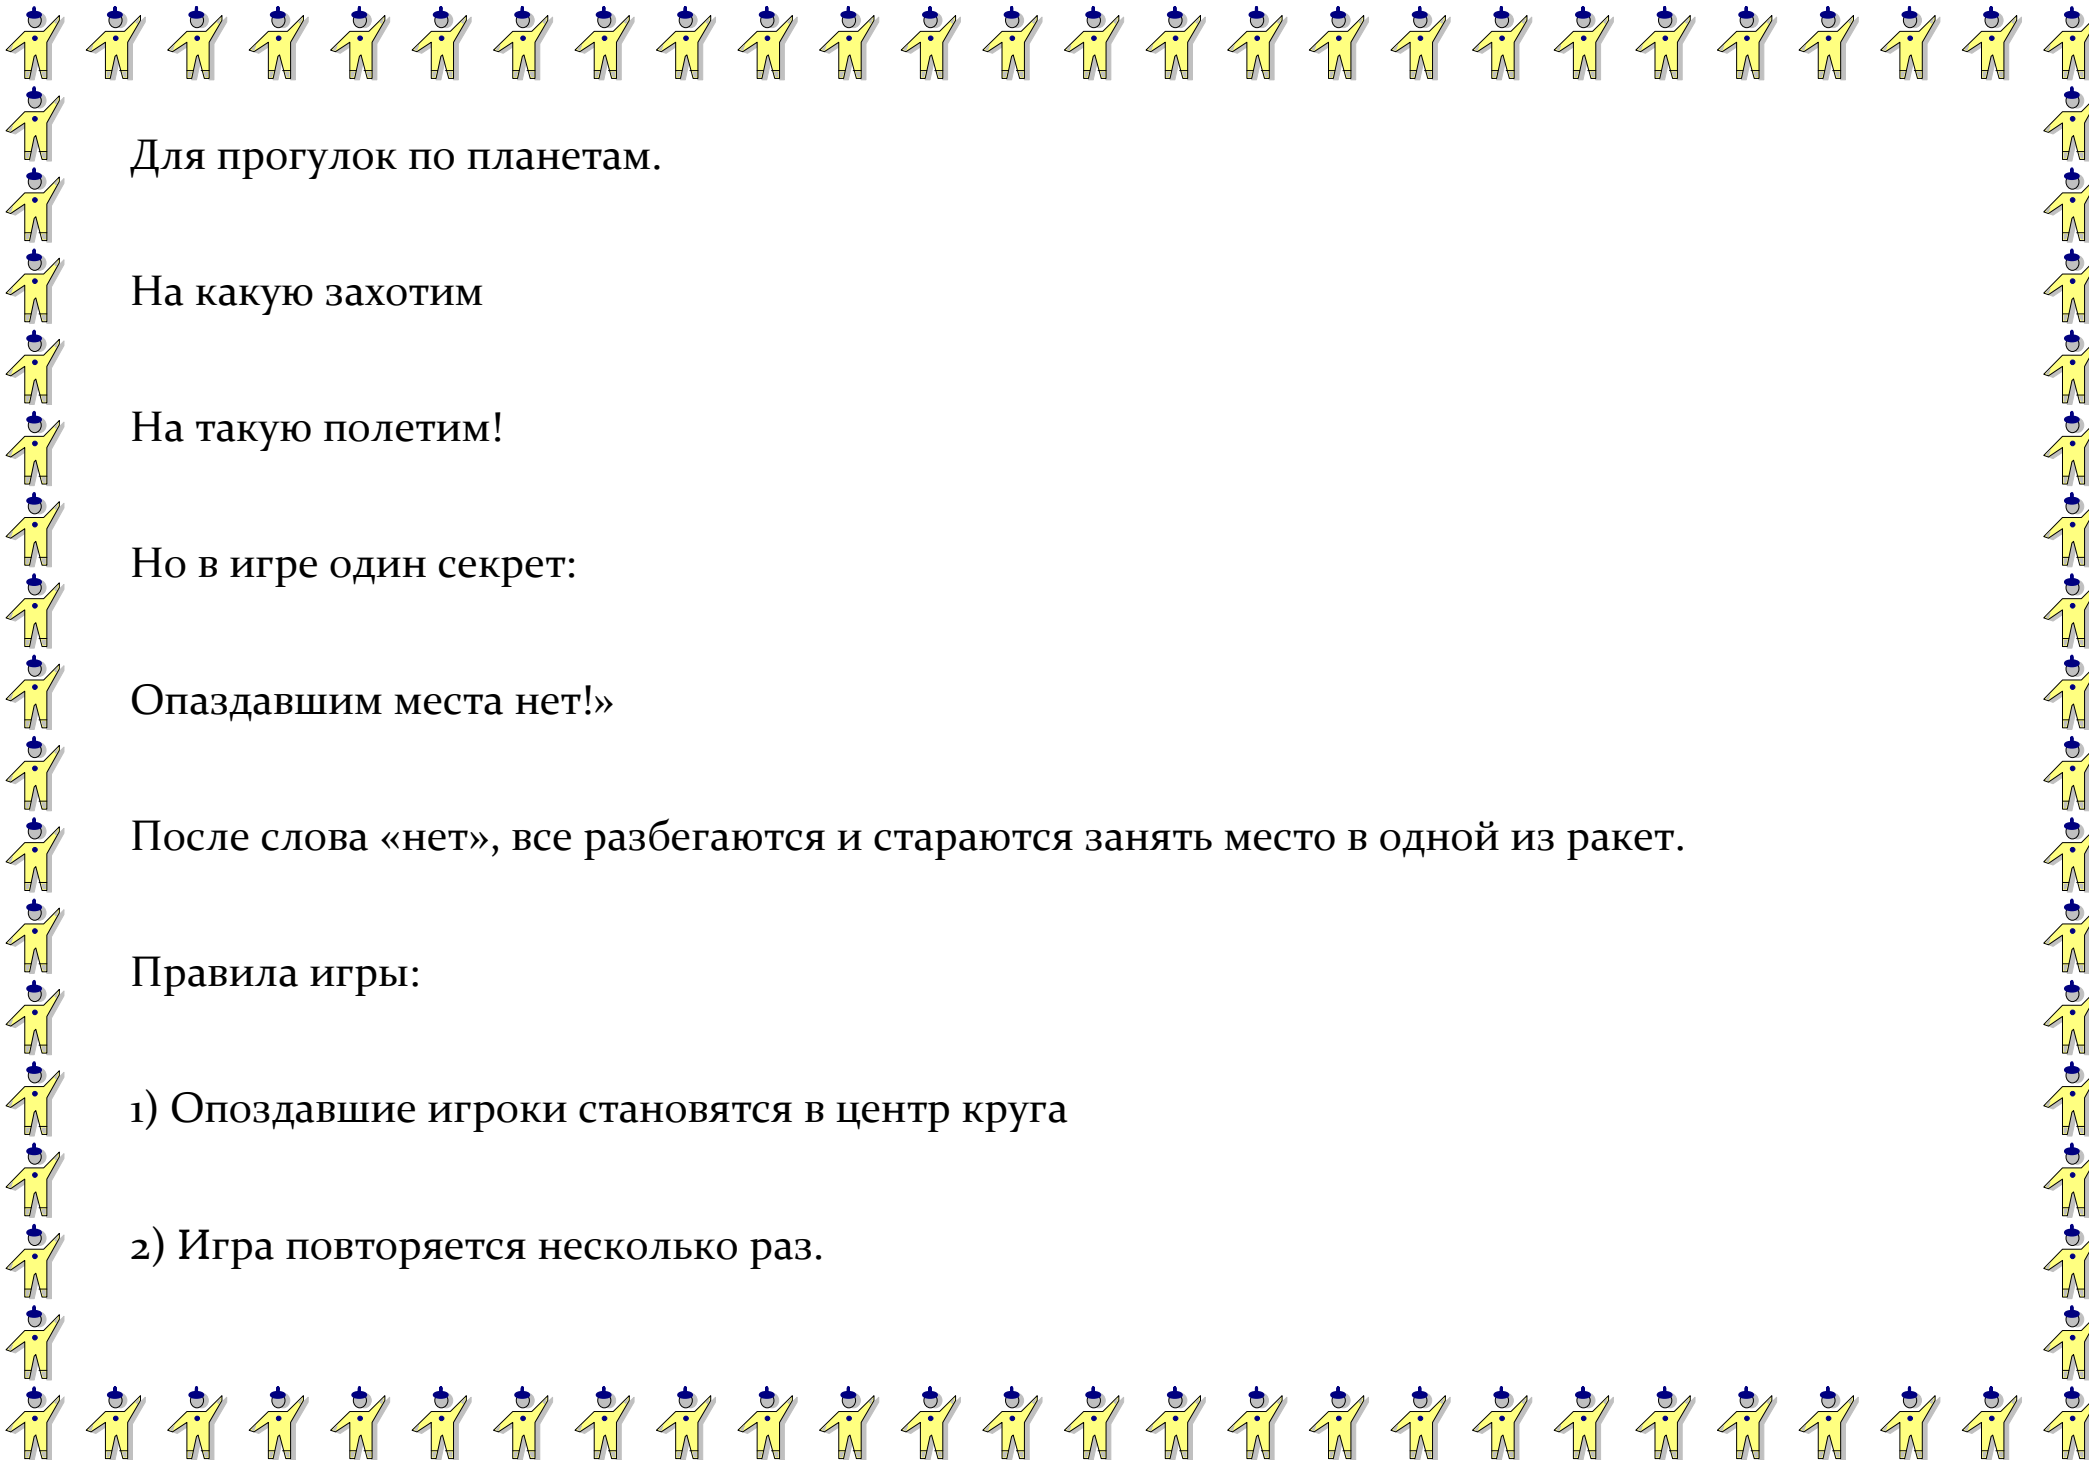 Для прогулок по планетам.
На какую захотим
На такую полетим!
Но в игре один секрет:
Опаздавшим места нет!»
После слова «нет», все разбегаются и стараются занять место в одной из ракет.
Правила игры:
1) Опоздавшие игроки становятся в центр круга
2) Игра повторяется несколько раз.